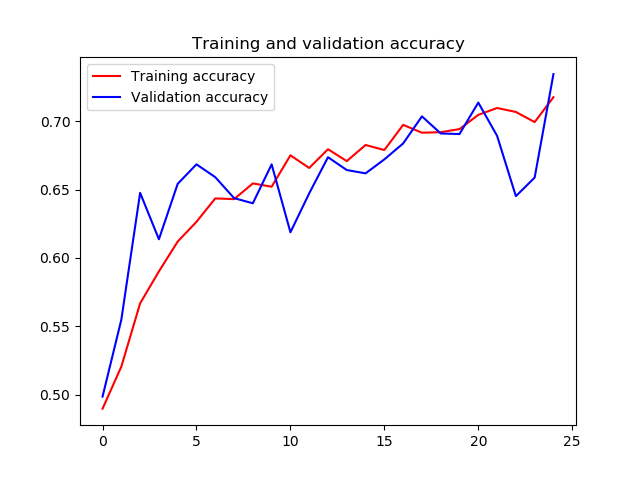 Training and validation accuracy
Training accuracy
Validation accuracy
0.70
0.65
0.60
0.55
0.50
0 5 10 15 20 25